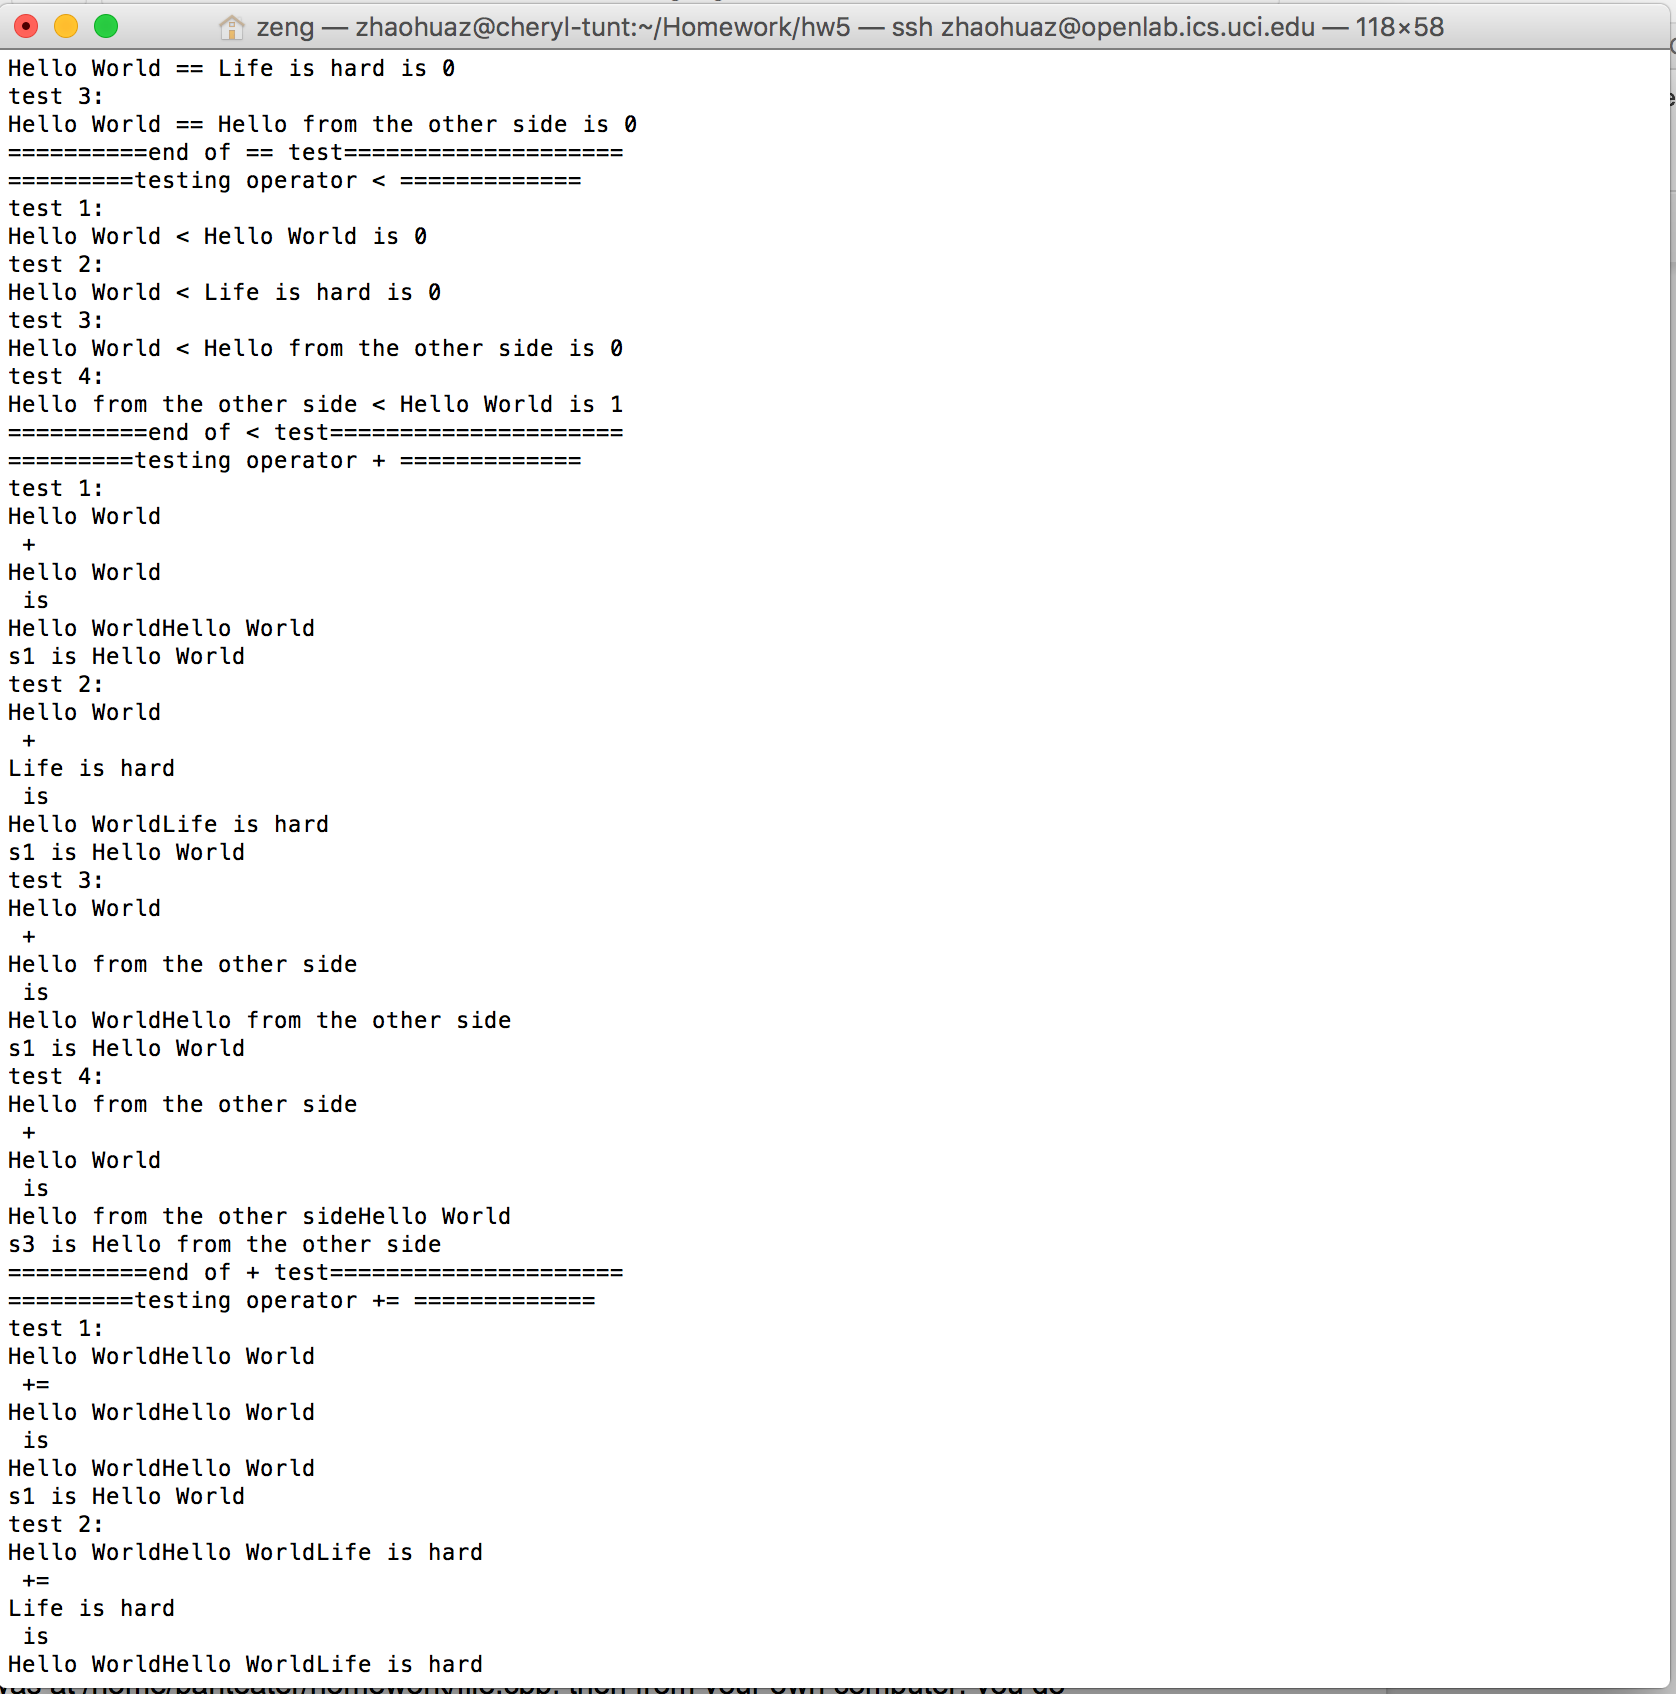 zeng — zhaohuaz@cheryl-tunt:~/Homework/hw5 — ssh zhaohuaz@openlab.ics.uci.edu — 118×58
Hello World == Life is hard is 0
test 3:
Hello World == Hello from the other side is 0
==========end of == test====================
=========testing operator < =============
test 1:
Hello World < Hello World is 0
test 2:
Hello World < Life is hard is 0
test 3:
Hello World < Hello from the other side is 0
test 4:
Hello from the other side < Hello World is 1
==========end of < test=====================
=========testing operator + =============
test 1:
Hello World
 +
Hello World
 is
Hello WorldHello World
s1 is Hello World
test 2:
Hello World
 +
Life is hard
 is
Hello WorldLife is hard
s1 is Hello World
test 3:
Hello World
 +
Hello from the other side
 is
Hello WorldHello from the other side
s1 is Hello World
test 4:
Hello from the other side
 +
Hello World
 is
Hello from the other sideHello World
s3 is Hello from the other side
==========end of + test=====================
=========testing operator += =============
test 1:
Hello WorldHello World
 +=
Hello WorldHello World
 is
Hello WorldHello World
s1 is Hello World
test 2:
Hello WorldHello WorldLife is hard
 +=
Life is hard
 is
Hello WorldHello WorldLife is hard